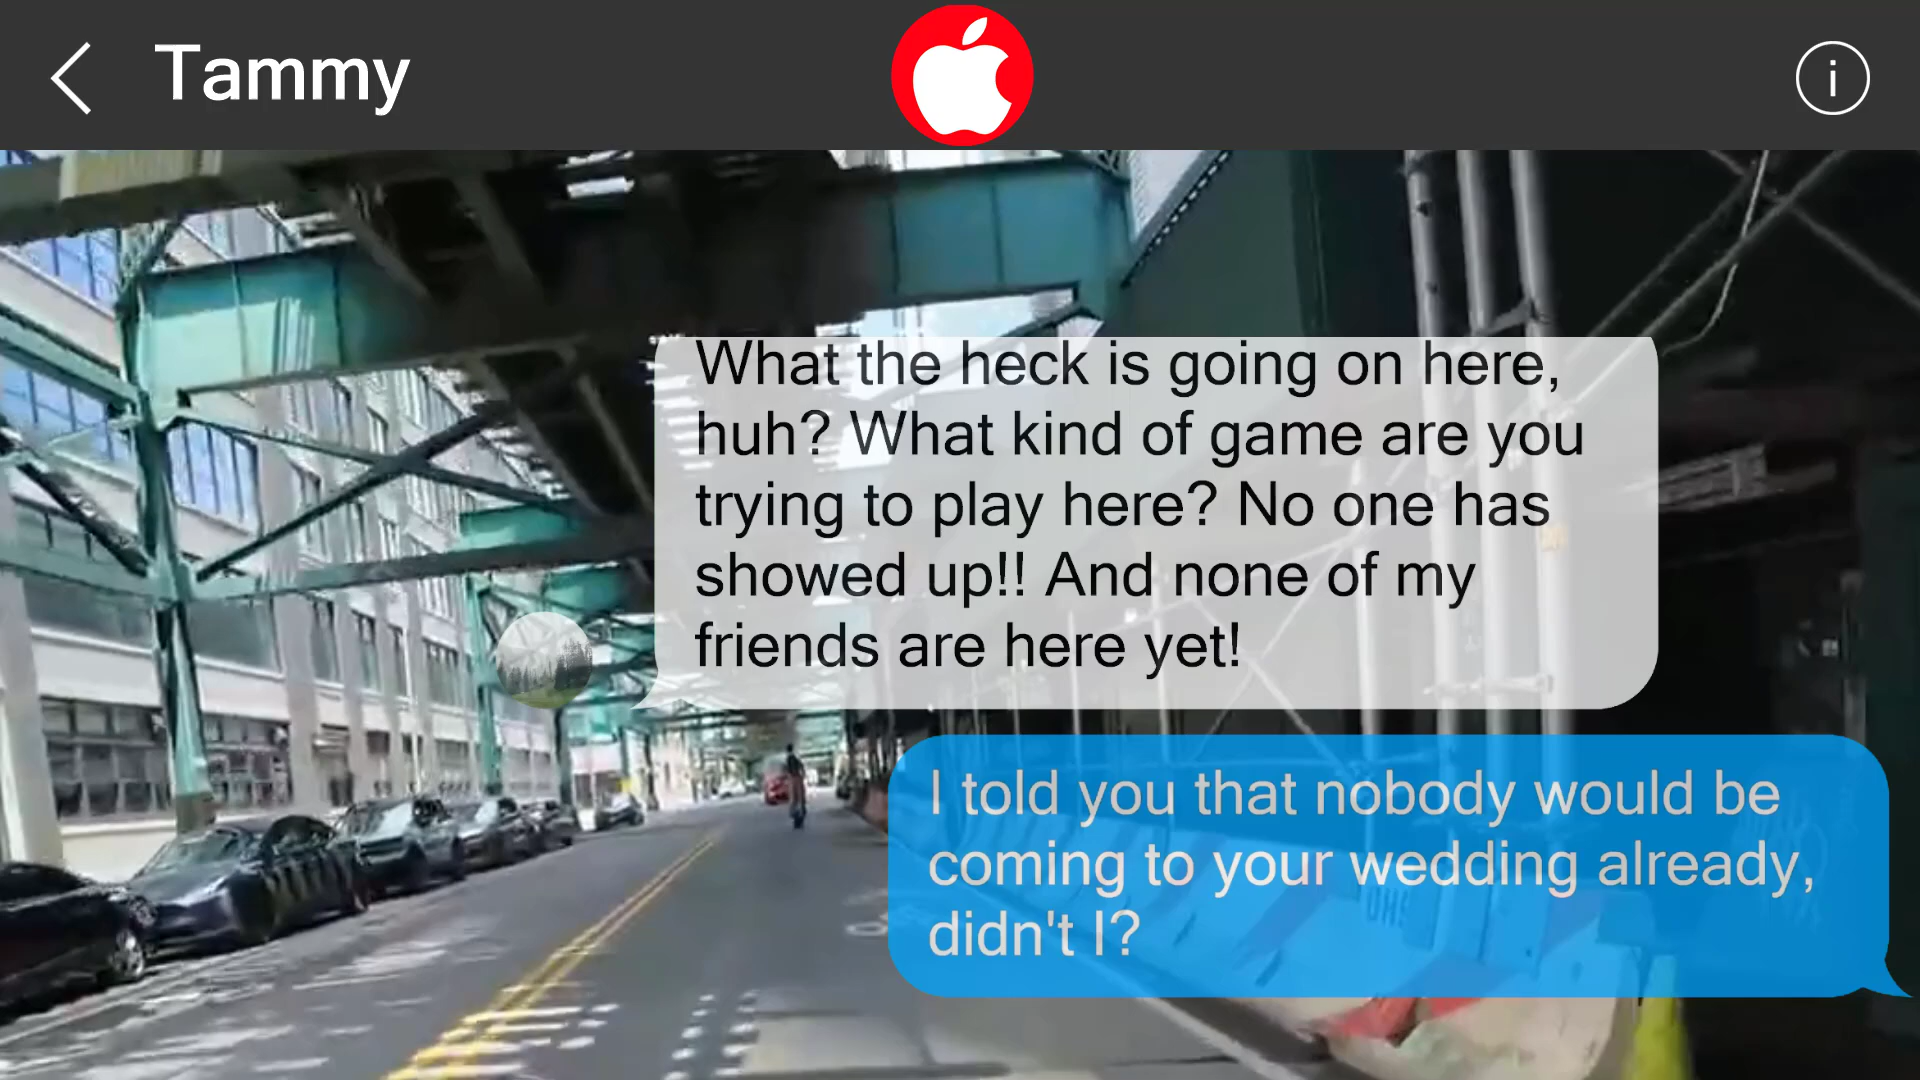 Tammy
What the heck is going on here,
huh? What kind of game are you
trying to play here? No one has
showed up!! And none of my
friends are here yet!
I told you that nobody would be
coming to your wedding already,
didn't I?